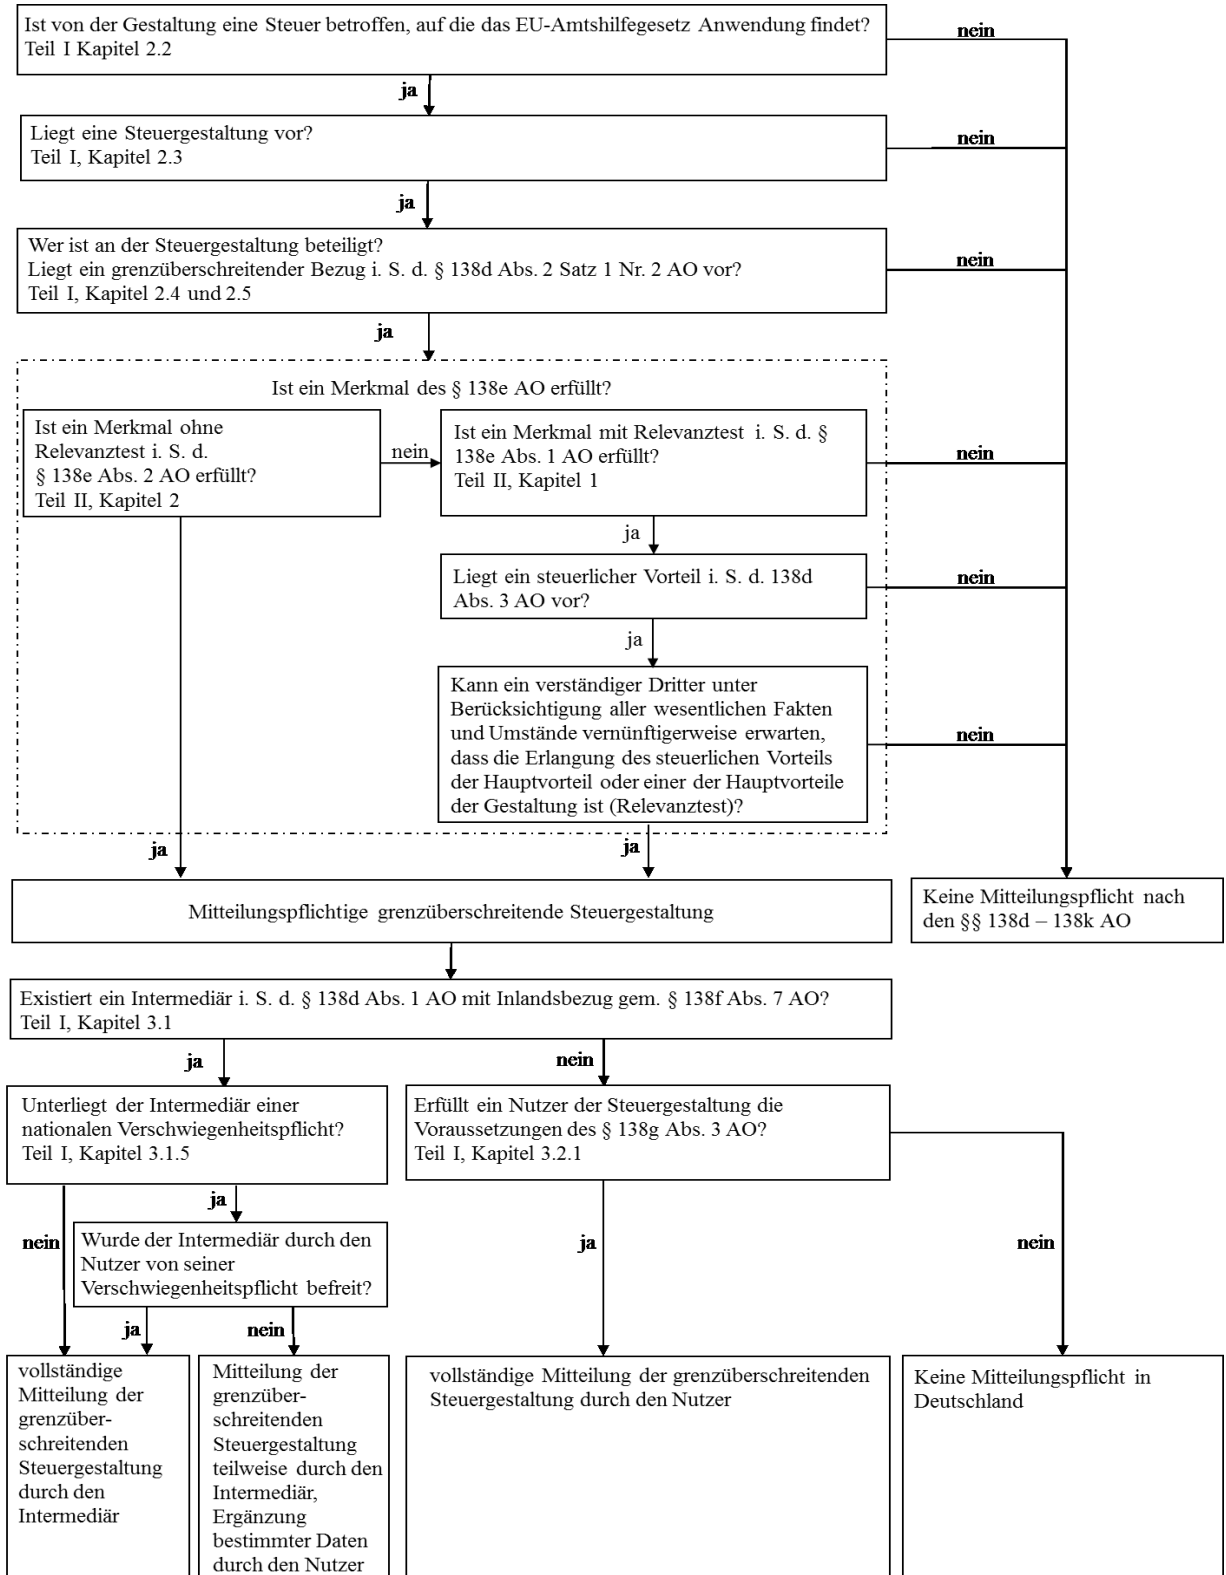 Ist von der Gestaltung eine Steuer betroffen, auf die das EU-Amtshilfegesetz Anwendung findet?
Teil I Kapitel 2.2
nein
ja
Liegt eine Steuergestaltung vor?
Teil I, Kapitel 2.3
nein
ja
Wer ist an der Steuergestaltung beteiligt?
Liegt ein grenzüberschreitender Bezug i. S. d. § 138d Abs. 2 Satz 1 Nr. 2 AO vor?
Teil I, Kapitel 2.4 und 2.5
nein
ja
Ist ein Merkmal des § 138e AO erfüllt?
Ist ein Merkmal ohne
Relevanztest i. S. d.
§ 138e Abs. 2 AO erfüllt?
Teil II, Kapitel 2
nein
Ist ein Merkmal mit Relevanztest i. S. d. §
138e Abs. 1 AO erfüllt?
Teil II, Kapitel 1
nein
ja
Liegt ein steuerlicher Vorteil i. S. d. 138d
Abs. 3 AO vor?
nein
ja
Kann ein verständiger Dritter unter
Berücksichtigung aller wesentlichen Fakten
und Umstände vernünftigerweise erwarten,
dass die Erlangung des steuerlichen Vorteils
der Hauptvorteil oder einer der Hauptvorteile
der Gestaltung ist (Relevanztest)?
nein
ja
ja
Mitteilungspflichtige grenzüberschreitende Steuergestaltung
Keine Mitteilungspflicht nach
den §§ 138d – 138k AO
Existiert ein Intermediär i. S. d. § 138d Abs. 1 AO mit Inlandsbezug gem. § 138f Abs. 7 AO?
Teil I, Kapitel 3.1
ja
nein
Unterliegt der Intermediär einer
nationalen Verschwiegenheitspflicht?
Teil I, Kapitel 3.1.5
Erfüllt ein Nutzer der Steuergestaltung die
Voraussetzungen des § 138g Abs. 3 AO?
Teil I, Kapitel 3.2.1
ja
nein
Wurde der Intermediär durch den
Nutzer von seiner
Verschwiegenheitspflicht befreit?
ja
nein
ja
nein
vollständige
Mitteilung der
grenzüber-
schreitenden
Steuergestaltung
durch den
Intermediär
Mitteilung der
grenzüber-
schreitenden
Steuergestaltung
teilweise durch den
Intermediär,
Ergänzung
bestimmter Daten
durch den Nutzer
vollständige Mitteilung der grenzüberschreitenden
Steuergestaltung durch den Nutzer
Keine Mitteilungspflicht in
Deutschland